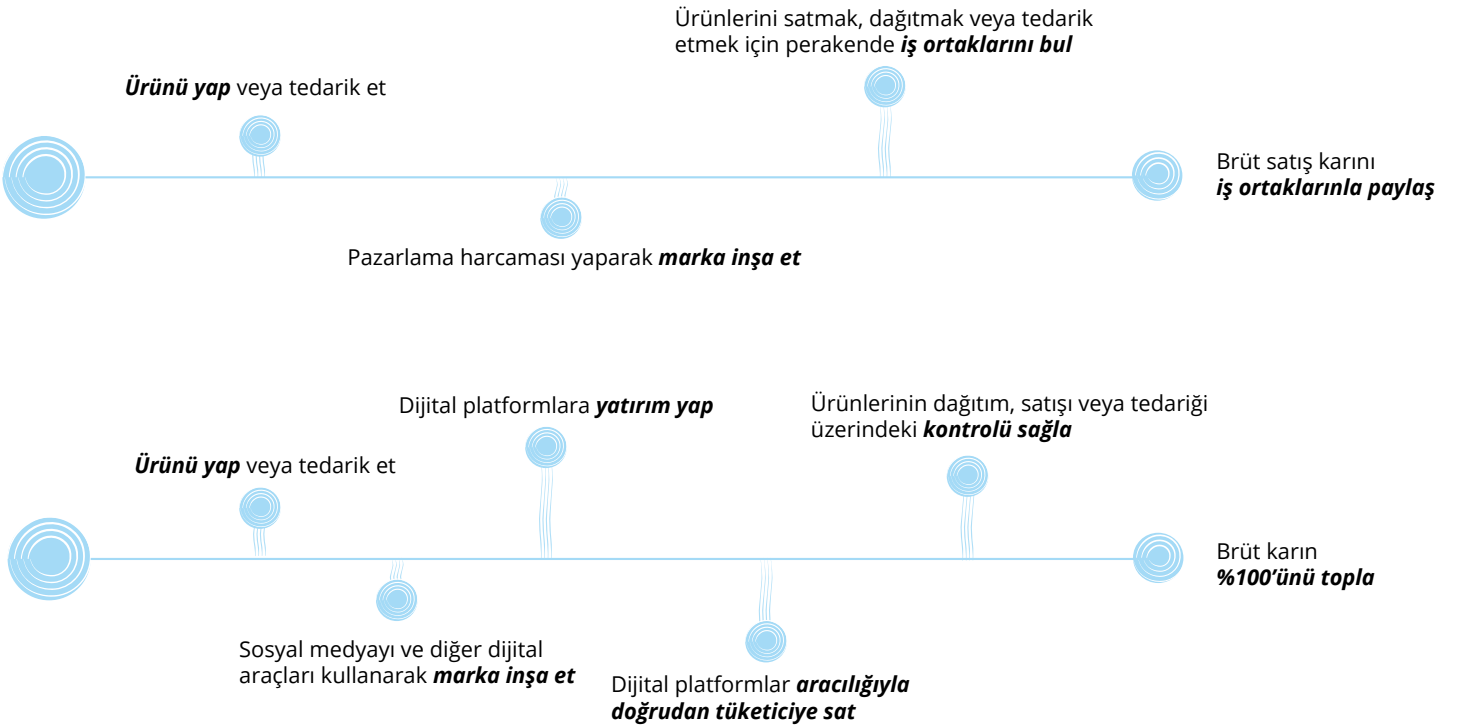 Ürünlerini satmak, dağıtmak veya tedarik
etmek için perakende iş ortaklarını bul
Ürünü yap veya tedarik et
Brüt satış karını
iş ortaklarınla paylaş
Pazarlama harcaması yaparak marka inşa et
Dijital platformlara yatırım yap
Ürünlerinin dağıtım, satışı veya tedariği
üzerindeki kontrolü sağla
Ürünü yap veya tedarik et
Brüt karın
%100’ünü topla
Sosyal medyayı ve diğer dijital
araçları kullanarak marka inşa et
Dijital platformlar aracılığıyla
doğrudan tüketiciye sat